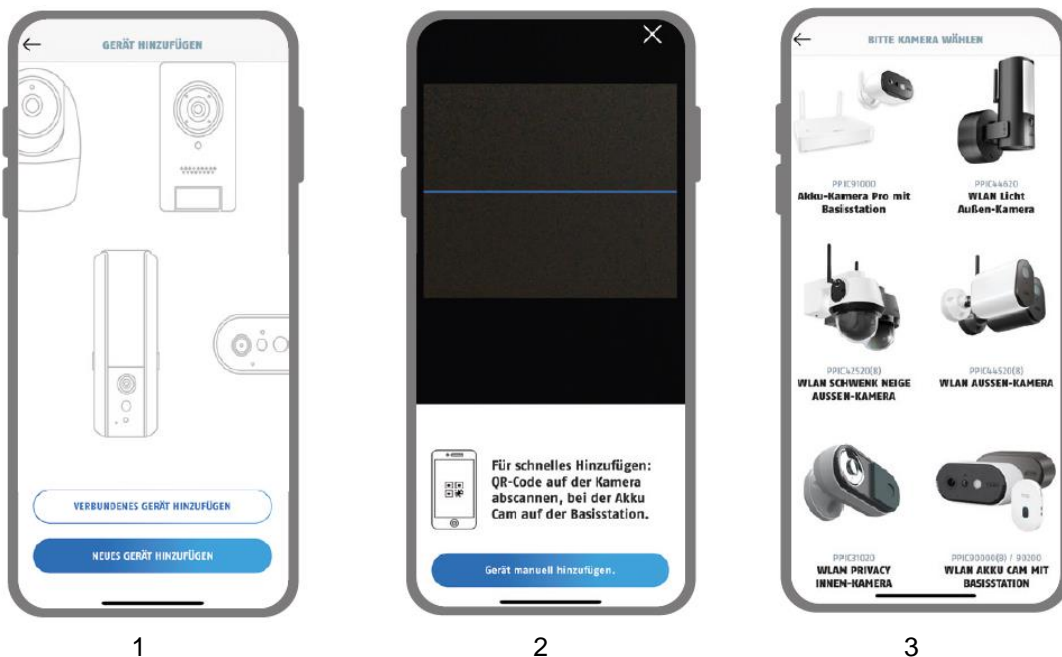 GERÄT HINZUFÜGEN
VERBUNDENES GERÄT HINZUFÜGEN
NEUES GERÄT HINZUFÜGEN
1
Für schnelles Hinzufügen:
QR-Code auf der Kamera
abscannen, bei der Akku
Cam auf der Basisstation.
Gerät manuell hinzufügen.
2
BITTE KAMERA WÄHLEN
PPIC91000
Akku-Kamera Pro mit
Basisstation
PPIC44620
WLAN Licht
Außen-Kamera
PPIC42520(B)
WLAN SCHWENK NEIGE
AUSSEN-KAMERA
PPIC44520(B)
WLAN AUSSEN-KAMERA
PPIC31020
WLAN PRIVACY
INNEN-KAMERA
PPIC90000(B) / 90200
WLAN AKKU CAM MIT
BASISSTATION
3